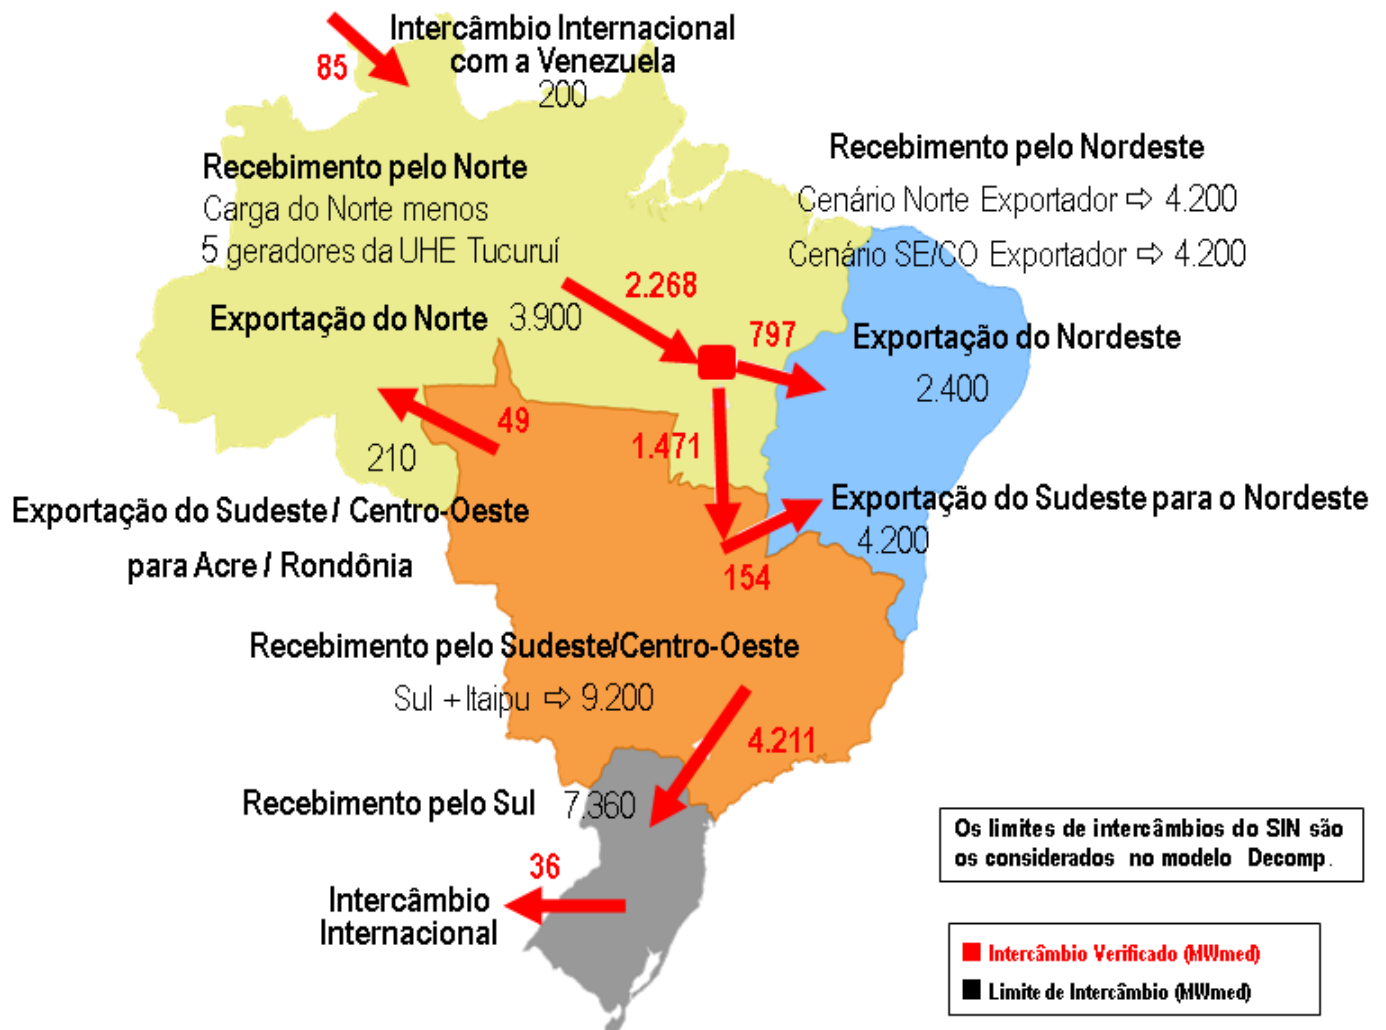 Intercâmbio Internacional
com a Venezuela
200
85
Recebimento pelo Norte
Carga do Norte menos
5 geradores da UHE Tucuruí
Recebimento pelo Nordeste
Cenário Norte Exportador ⇨ 4.200
Cenário SE/CO Exportador ⇨ 4.200
2.268
Exportação do Norte 3.900
797
Exportação do Nordeste
2.400
49
1.471
210
Exportação do Sudeste / Centro-Oeste
para Acre / Rondônia
Exportação do Sudeste para o Nordeste
4.200
154
Recebimento pelo Sudeste/Centro-Oeste
Sul + Itaipu ⇨ 9.200
4.211
Recebimento pelo Sul 7.360
36
Intercâmbio
Internacional
Os limites de intercâmbios do SIN são
os considerados no modelo Decomp.
Intercâmbio Verificado (MWmed)
Limite de Intercâmbio (MWmed)